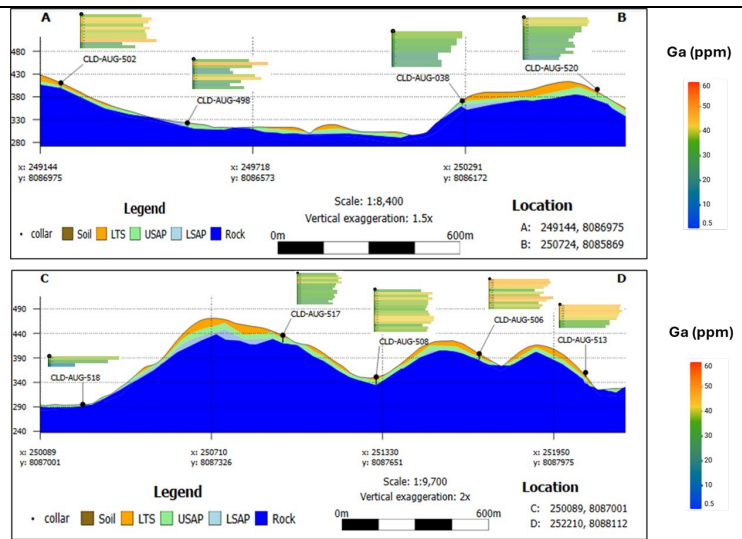 A
B
CLD-AUG-502
CLD-AUG-498
CLD-AUG-038
CLD-AUG-520
480
430
380
330
280
x: 249144
y: 8086975
x: 249718
y: 8086573
x: 250291
y: 8086172
Legend
• collar Soil LTS USAP LSAP Rock
Scale: 1:8,400
Vertical exaggeration: 1.5x
0m 600m
Location
A: 249144, 8086975
B: 250724, 8085869
Ga (ppm)
60
50
40
30
20
10
0.5
C
D
CLD-AUG-518
CLD-AUG-517
CLD-AUG-508
CLD-AUG-506
CLD-AUG-513
490
440
390
340
290
240
x: 250089
y: 8087001
x: 250710
y: 8087326
x: 251330
y: 8087651
x: 251950
y: 8087975
Legend
• collar Soil LTS USAP LSAP Rock
Scale: 1:9,700
Vertical exaggeration: 2x
0m 600m
Location
C: 250089, 8087001
D: 252210, 8088112
Ga (ppm)
60
50
40
30
20
10
0.5